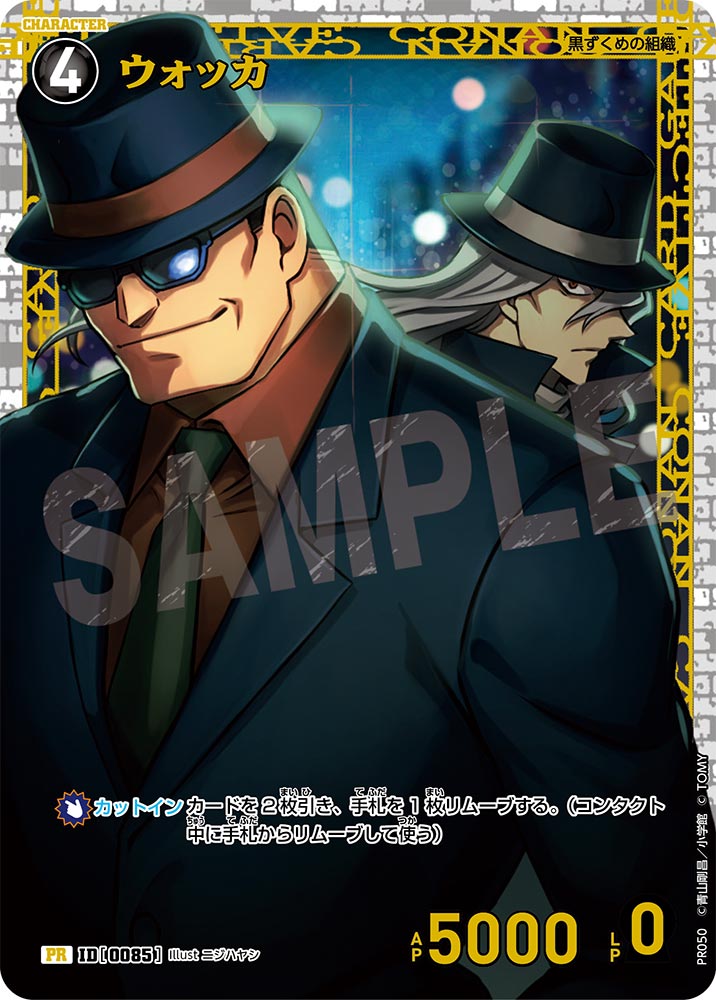 CHARACTER
4
ウォッカ
黒ずくめの組織
SAMPLE
カットイン カードを2枚引き、手札を1枚リムーブする。(コンタクト
中に手札からリムーブして使う)
AP 5000
LP 0
PR ID[0085] Illust ニジハヤシ
PR050 ©青山剛昌/小学館 © TOMY